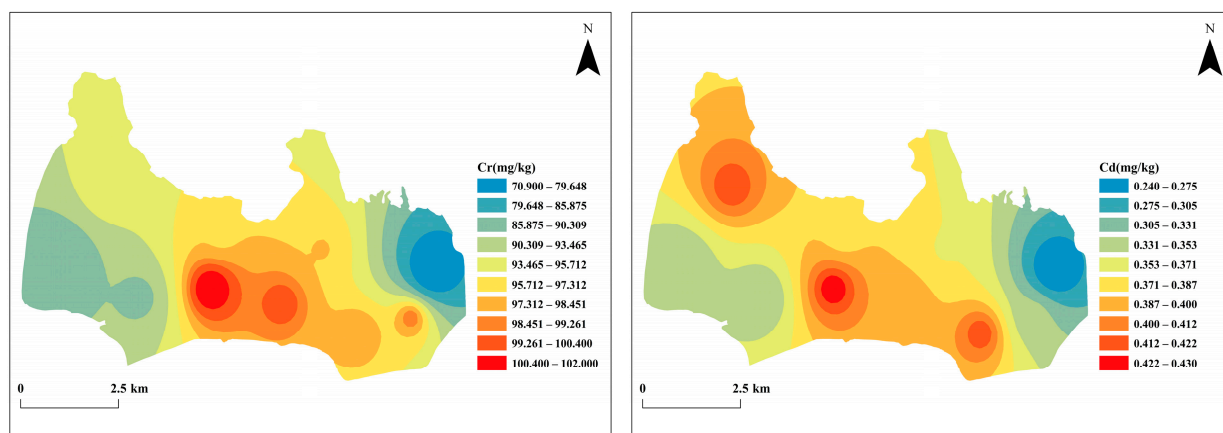 N
Cr(mg/kg)
70.900 – 79.648
79.648 – 85.875
85.875 – 90.309
90.309 – 93.465
93.465 – 95.712
95.712 – 97.312
97.312 – 98.451
98.451 – 99.261
99.261 – 100.400
100.400 – 102.000
0 2.5 km
N
Cd(mg/kg)
0.240 – 0.275
0.275 – 0.305
0.305 – 0.331
0.331 – 0.353
0.353 – 0.371
0.371 – 0.387
0.387 – 0.400
0.400 – 0.412
0.412 – 0.422
0.422 – 0.430
0 2.5 km